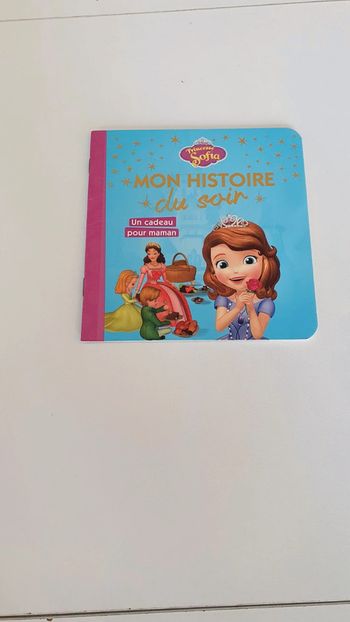 Princesse
Sofia
MON HISTOIRE
du soir
Un cadeau
pour maman